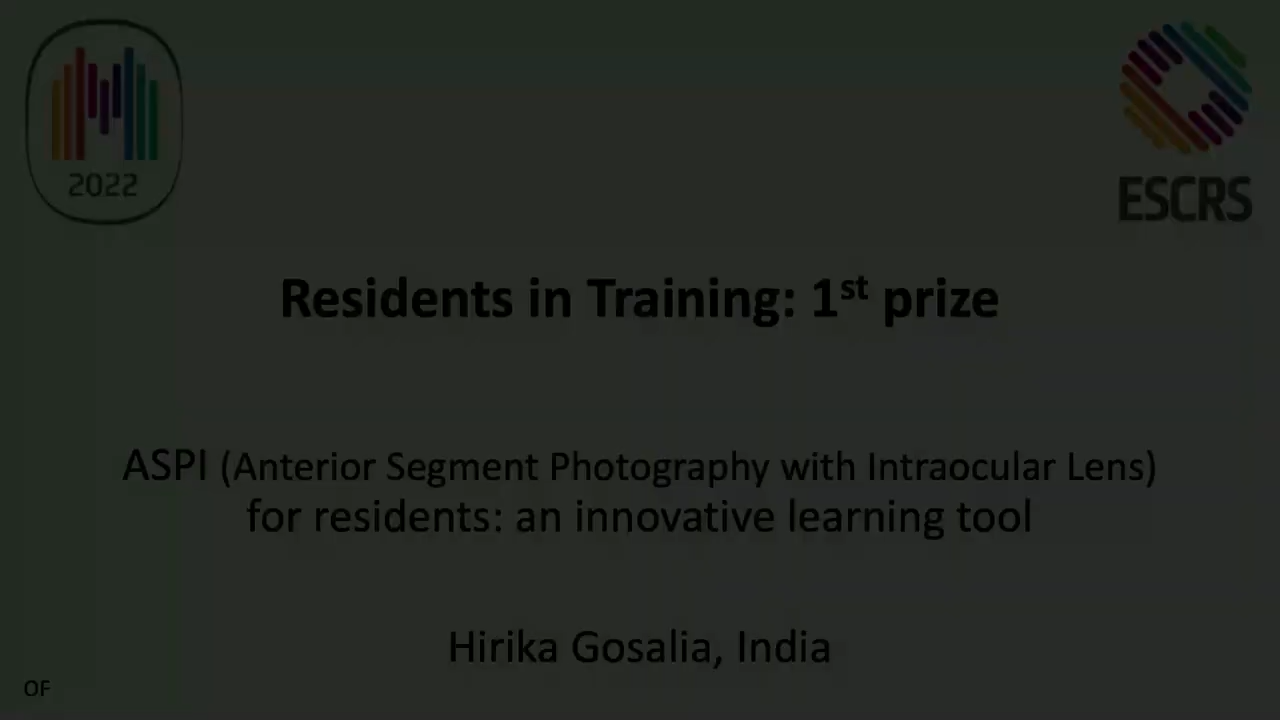 2022
ESCRS
Residents in Training: 1st prize
ASPI (Anterior Segment Photography with Intraocular Lens)
for residents: an innovative learning tool
Hirika Gosalia, India
OF